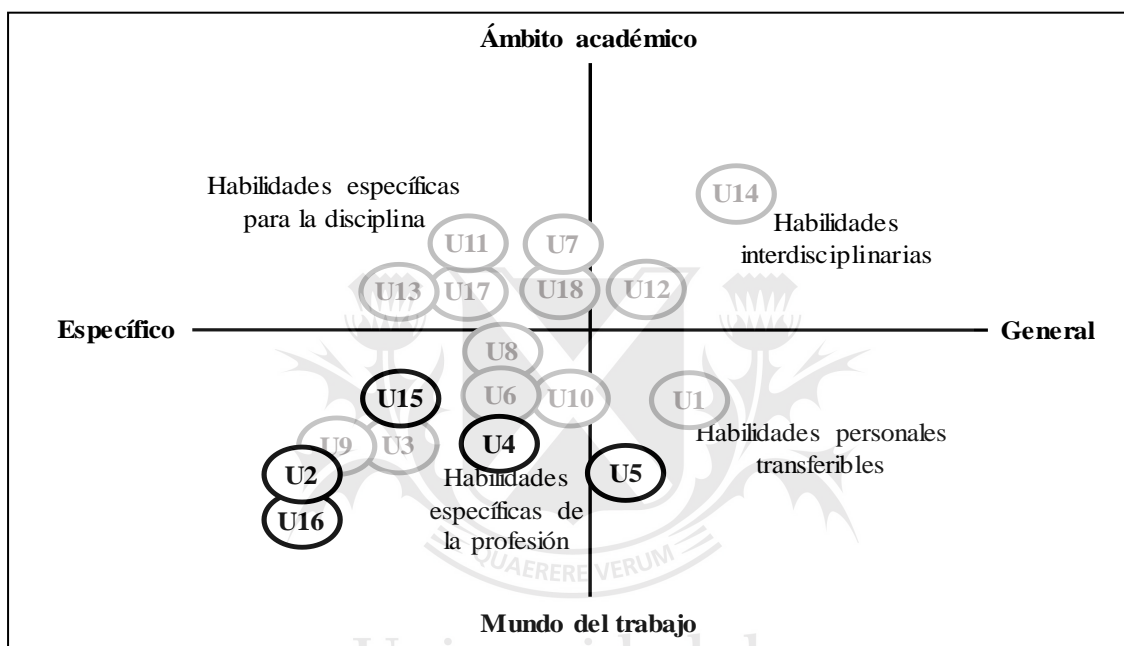 Ámbito académico
Habilidades específicas
para la disciplina
U14
Habilidades
interdisciplinarias
U11
U7
U13
U17
U18
U12
Específico
General
U8
U15
U6
U10
U1
U9
U3
U4
Habilidades personales
transferibles
U2
U5
Habilidades
específicas de
la profesión
U16
QUAERERE VERUM
Mundo del trabajo